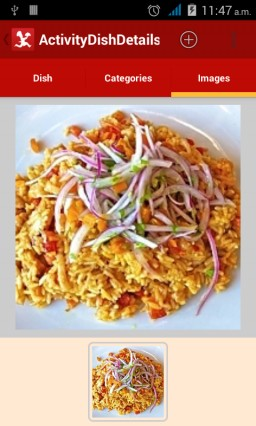 11:47 a.m.
ActivityDishDetails
Dish Categories Images